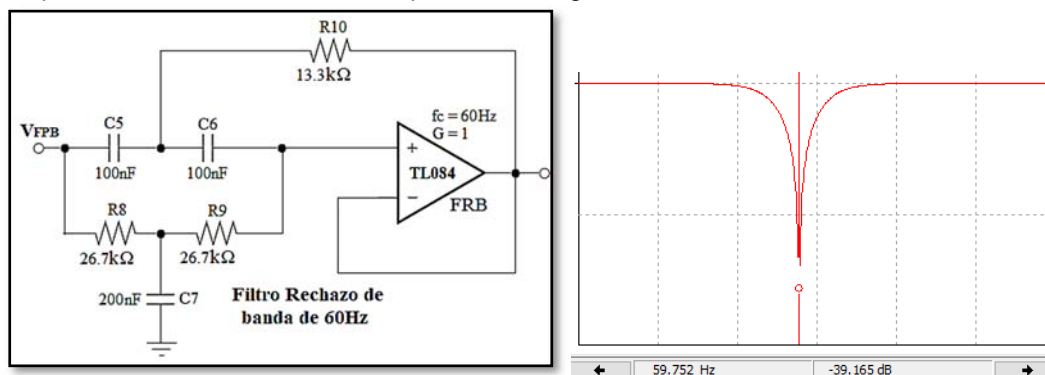 R10
13.3kΩ
VFPB
C5
C6
100nF
100nF
fc = 60Hz
G = 1
+
TL084
−
FRB
R8
R9
26.7kΩ
26.7kΩ
200nF
C7
Filtro Rechazo de
banda de 60Hz
59.752 Hz
-39.165 dB